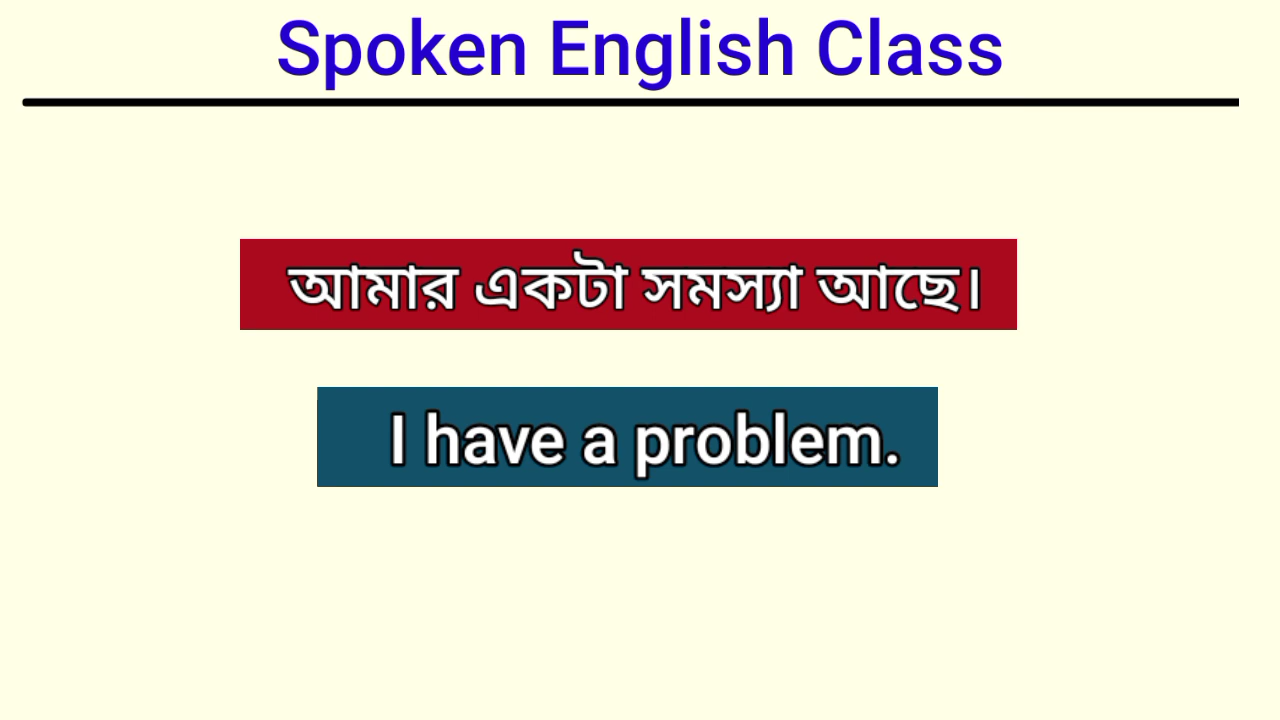 Spoken English Class
আমার একটা সমস্যা আছে।
I have a problem.